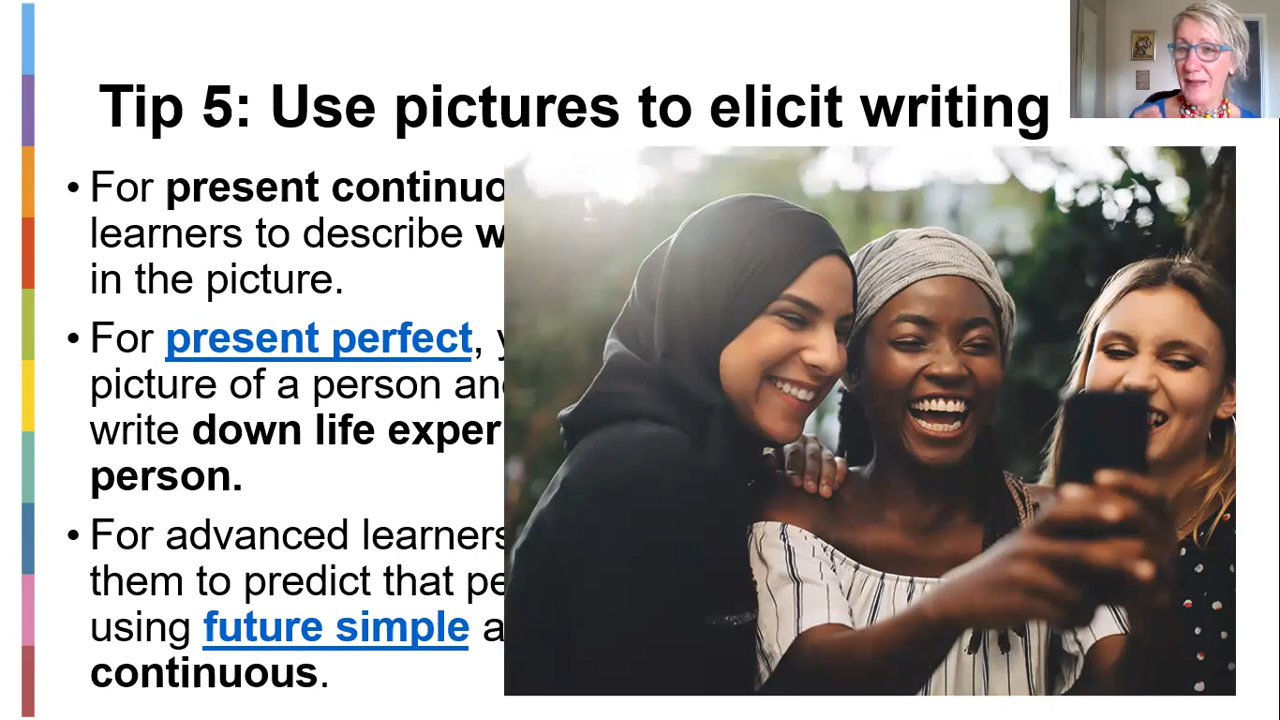 Tip 5: Use pictures to elicit writing
• For present continuo
learners to describe w
in the picture.
• For present perfect, y
picture of a person an
write down life exper
person.
• For advanced learners
them to predict that pe
using future simple a
continuous.